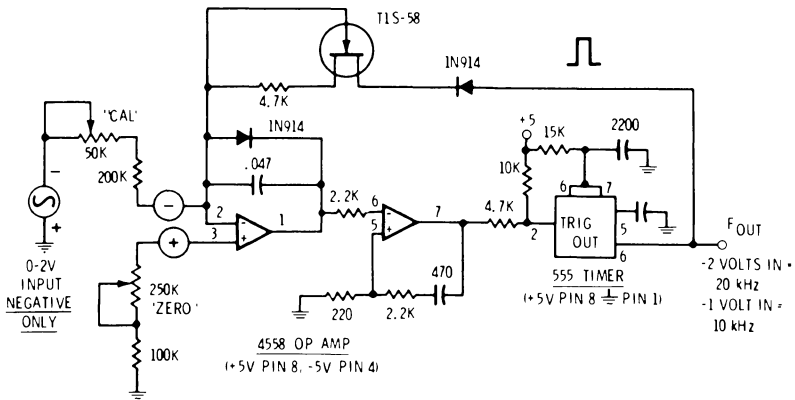 T1S-58
1N914
4.7K
"CAL"
50K
200K
1N914
.047
+5
15K
2200
10K
2.2K
4.7K
6
7
-
+
-
2
3
-
+
1
6
5
-
+
7
2
TRIG
OUT
5
6
FOUT
0-2V
INPUT
NEGATIVE
ONLY
+
250K
'ZERO'
100K
220
2.2K
470
555 TIMER
(+5V PIN 8 PIN 1)
-2 VOLTS IN =
20 kHz
-1 VOLT IN =
10 kHz
4558 OP AMP
(+5V PIN 8, -5V PIN 4)